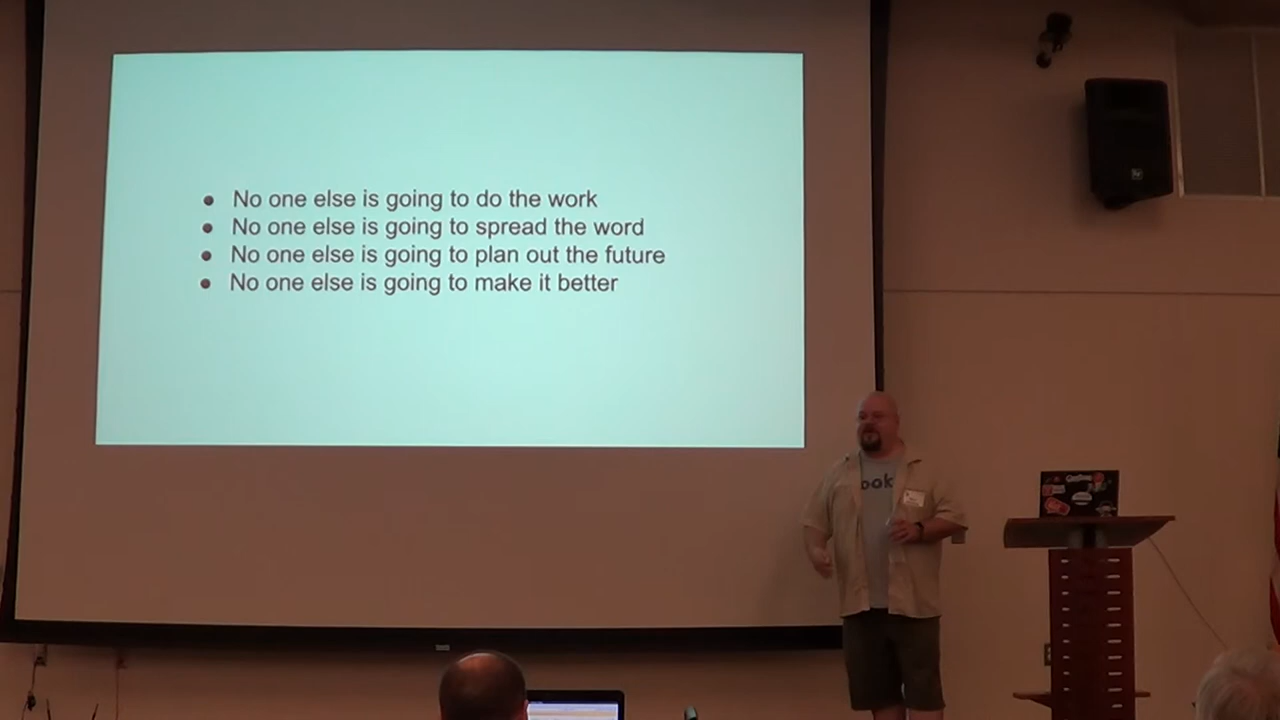 ● No one else is going to do the work
● No one else is going to spread the word
● No one else is going to plan out the future
● No one else is going to make it better